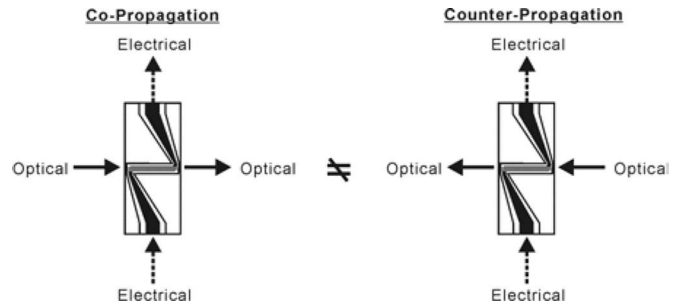 Co-Propagation
Counter-Propagation
Electrical
Electrical
Optical
Optical
≠
Optical
Optical
Electrical
Electrical